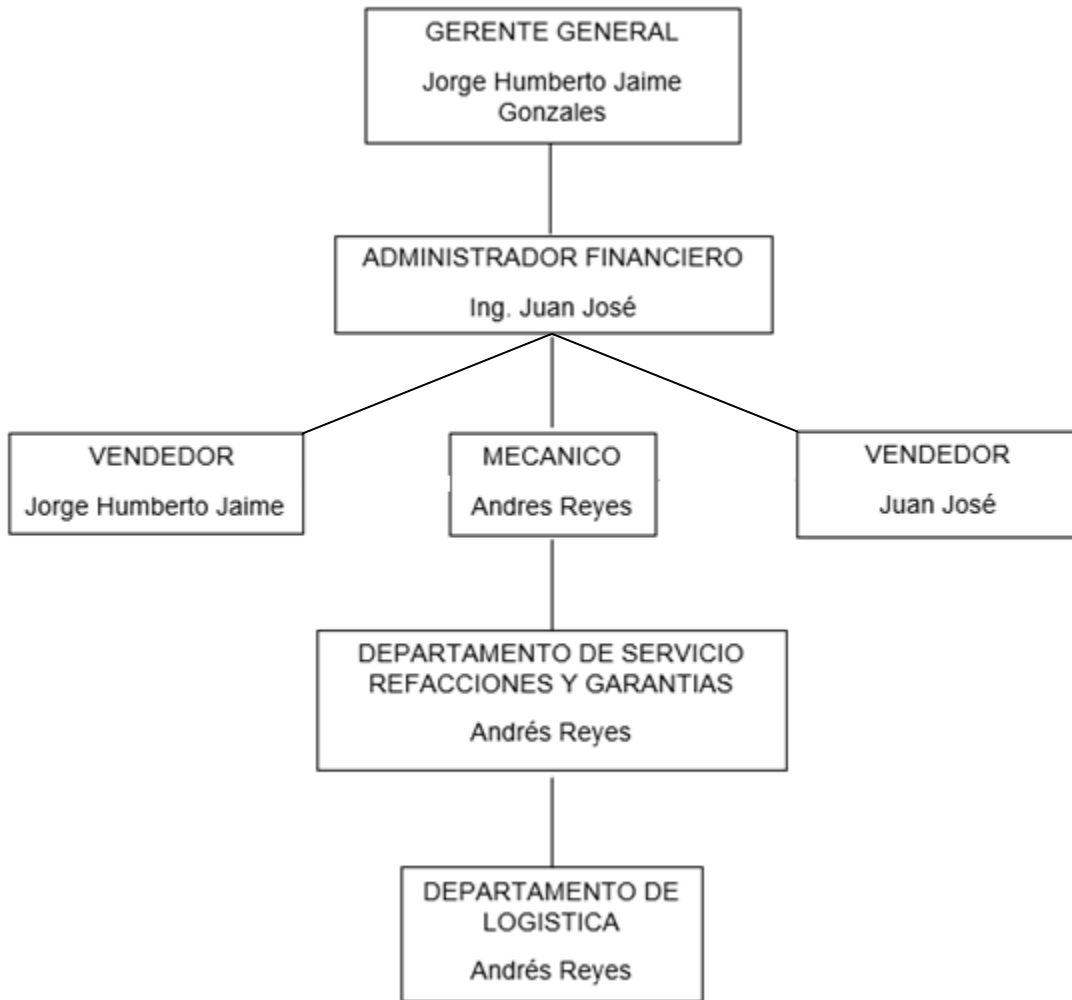 GERENTE GENERAL
Jorge Humberto Jaime
Gonzales
ADMINISTRADOR FINANCIERO
Ing. Juan José
VENDEDOR
Jorge Humberto Jaime
MECANICO
Andres Reyes
VENDEDOR
Juan José
DEPARTAMENTO DE SERVICIO
REFACCIONES Y GARANTIAS
Andrés Reyes
DEPARTAMENTO DE
LOGISTICA
Andrés Reyes